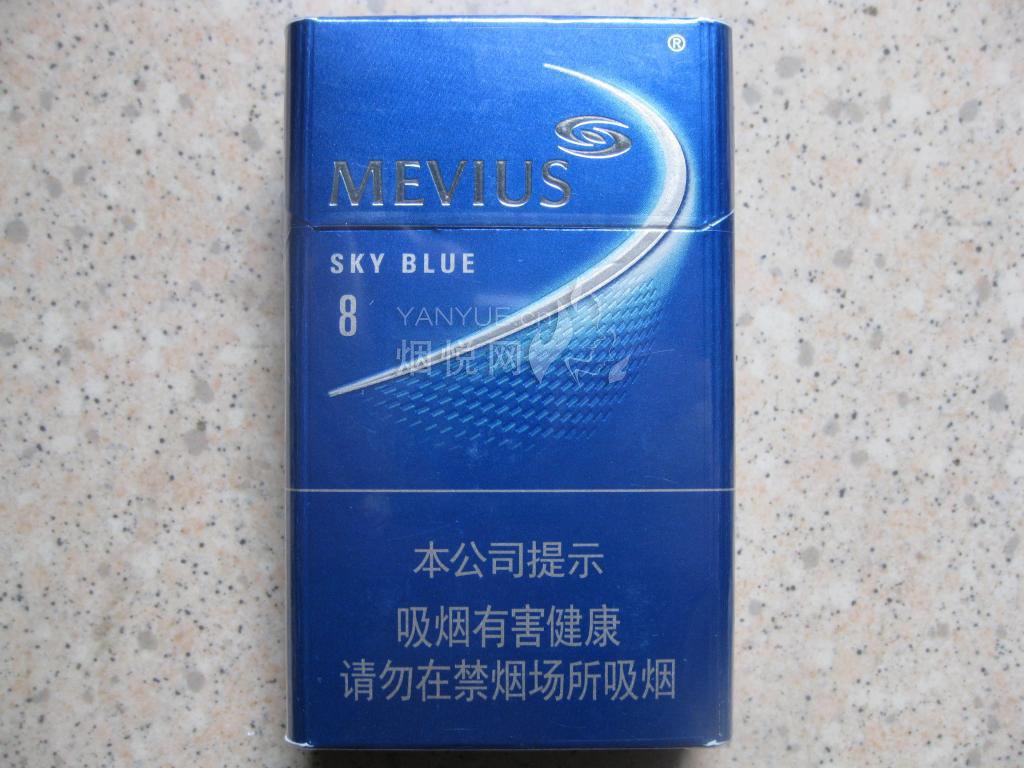 ®
MEVIUS
SKY BLUE
8
YANYUE.cn
烟悦网
本公司提示
吸烟有害健康
请勿在禁烟场所吸烟